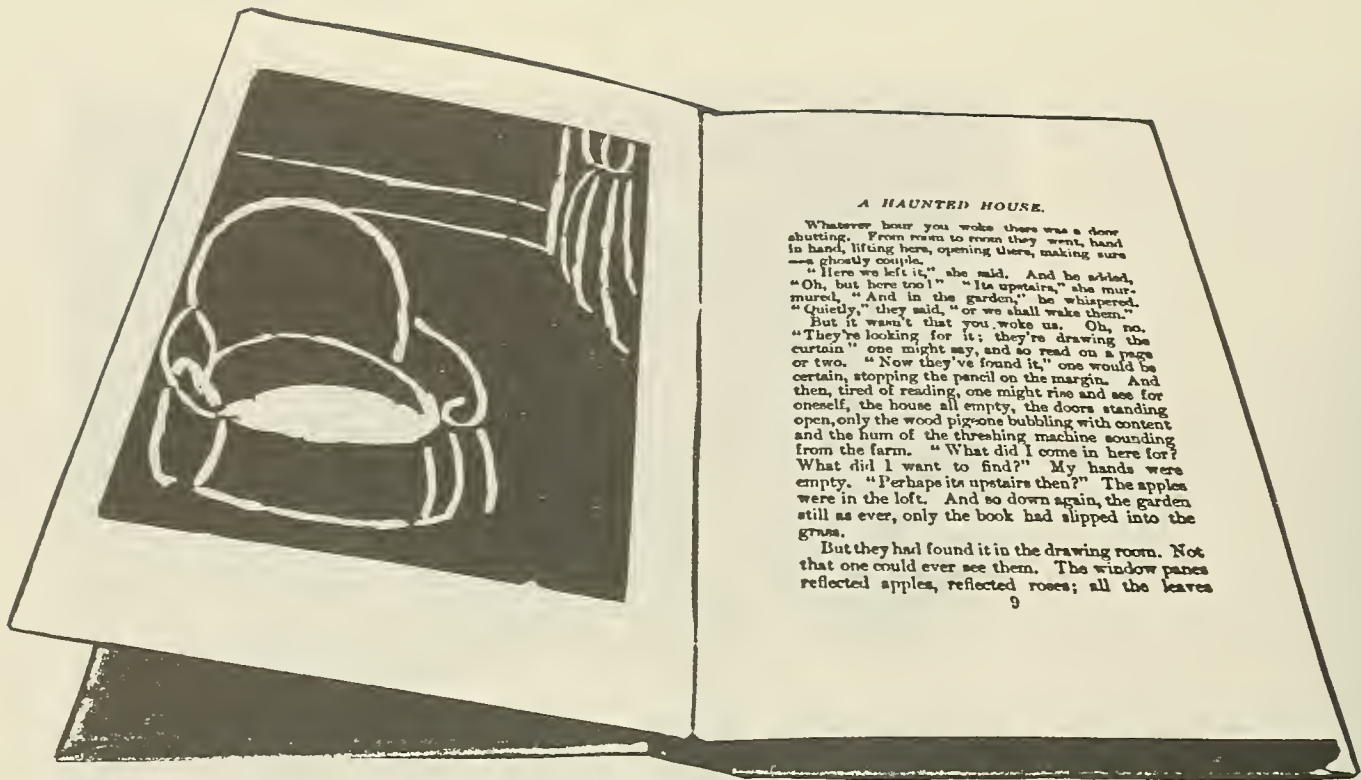 A HAUNTED HOUSE.
Whatever hour you woke there was a door
shutting. From room to room they went, hand
in hand, lifting here, opening there, making sure
—a ghostly couple.
"Here we left it," she said. And he added,
"Oh, but here too!" "Its upstairs," she mur-
mured, "And in the garden," he whispered.
"Quietly," they said, "or we shall wake them."
But it wasn't that you woke us. Oh, no.
"They're looking for it; they're drawing the
curtain" one might say, and so read on a page
or two. "Now they've found it," one would be
certain, stopping the pencil on the margin. And
then, tired of reading, one might rise and see for
oneself, the house all empty, the doors standing
open, only the wood pigeons bubbling with content
and the hum of the threshing machine sounding
from the farm. "What did I come in here for?
What did I want to find?" My hands were
empty. "Perhaps its upstairs then?" The apples
were in the loft. And so down again, the garden
still as ever, only the book had slipped into the
grass.
But they had found it in the drawing room. Not
that one could ever see them. The window panes
reflected apples, reflected roses; all the leaves
9